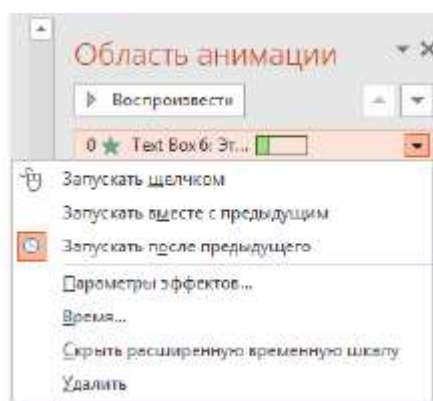 Область анимации
Воспроизвести
0 Text Box 6: Эт...
Запускать щелчком
Запускать вместе с предыдущим
Запускать после предыдущего
Параметры эффектов...
Время...
Скрыть расширенную временную шкалу
Удалить